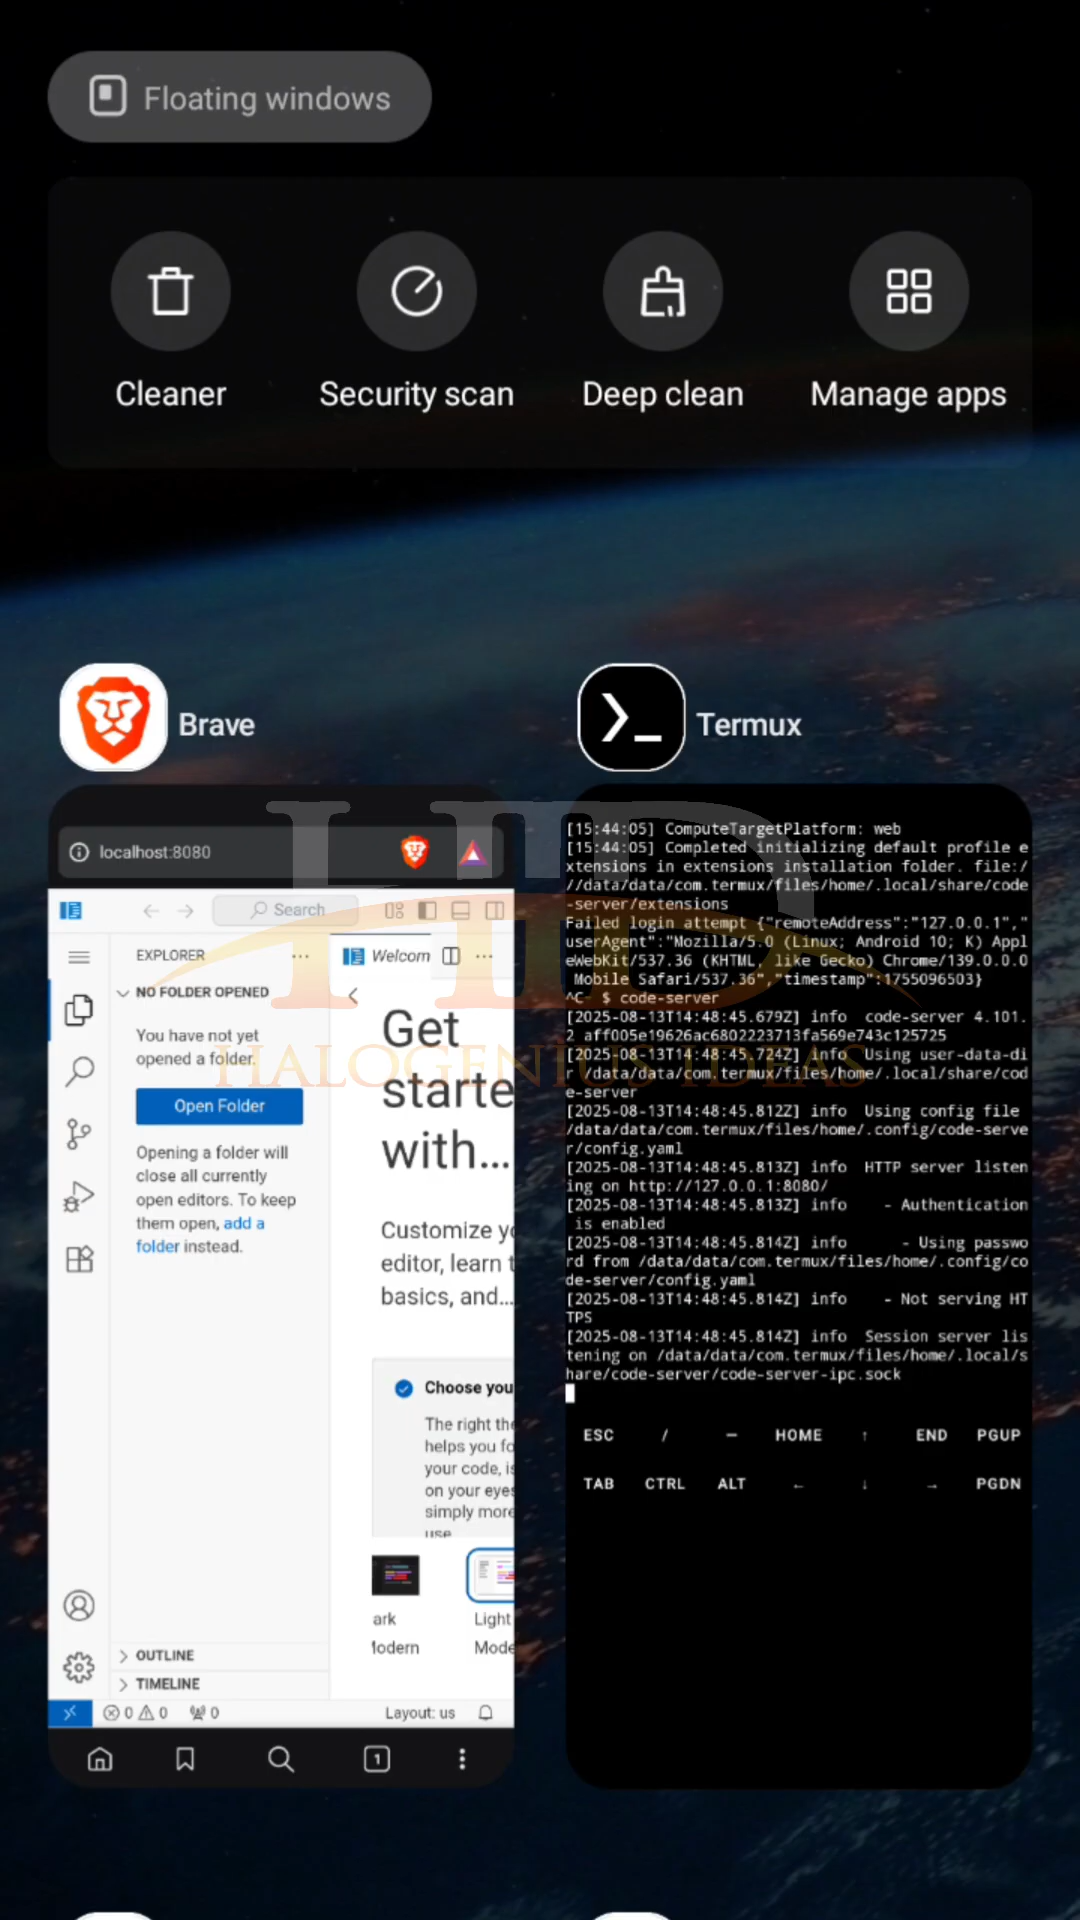 Floating windows
Cleaner
Security scan
Deep clean
Manage apps
Brave
Termux
localhost:8080
Search
EXPLORER
Welcom
NO FOLDER OPENED
You have not yet
opened a folder.
Open Folder
Opening a folder will
close all currently
open editors. To keep
them open, add a
folder instead.
Get
starte
with...
Customize yo
editor, learn t
basics, and...
Choose you
The right the
helps you fo
your code, is
on your eyes
simply more
use
ark
Modern
Light
Mode
OUTLINE
TIMELINE
0 0 0
Layout: us
1
[15:44:05] ComputeTargetPlatform: web
[15:44:05] Completed initializing default profile e
xtensions in extensions installation folder. file:/
//data/data/com.termux/files/home/.local/share/code
-server/extensions
Failed login attempt {"remoteAddress":"127.0.0.1","
userAgent":"Mozilla/5.0 (Linux; Android 10; K) Appl
eWebKit/537.36 (KHTML, like Gecko) Chrome/139.0.0.0
Mobile Safari/537.36","timestamp":1755096503}
^C $ code-server
[2025-08-13T14:48:45.679Z] info code-server 4.101.
2 aff005e19626ac6802223713fa569e743c125725
[2025-08-13T14:48:45.724Z] info Using user-data-di
r /data/data/com.termux/files/home/.local/share/cod
e-server
[2025-08-13T14:48:45.812Z] info Using config file
/data/data/com.termux/files/home/.config/code-serve
r/config.yaml
[2025-08-13T14:48:45.813Z] info HTTP server listen
ing on http://127.0.0.1:8080/
[2025-08-13T14:48:45.813Z] info - Authentication
is enabled
[2025-08-13T14:48:45.814Z] info - Using passwo
rd from /data/data/com.termux/files/home/.config/co
de-server/config.yaml
[2025-08-13T14:48:45.814Z] info - Not serving HT
TPS
[2025-08-13T14:48:45.814Z] info Session server lis
tening on /data/data/com.termux/files/home/.local/s
hare/code-server/code-server-ipc.sock
ESC / — HOME ↑ END PGUP
TAB CTRL ALT ← ↓ → PGDN
HALOGENIUS IDEAS